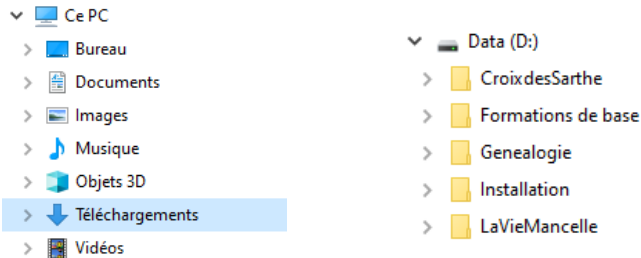 Ce PC
Bureau
Documents
Images
Musique
Objets 3D
Téléchargements
Vidéos
Data (D:)
CroixdesSarthe
Formations de base
Genealogie
Installation
LaVieMancelle